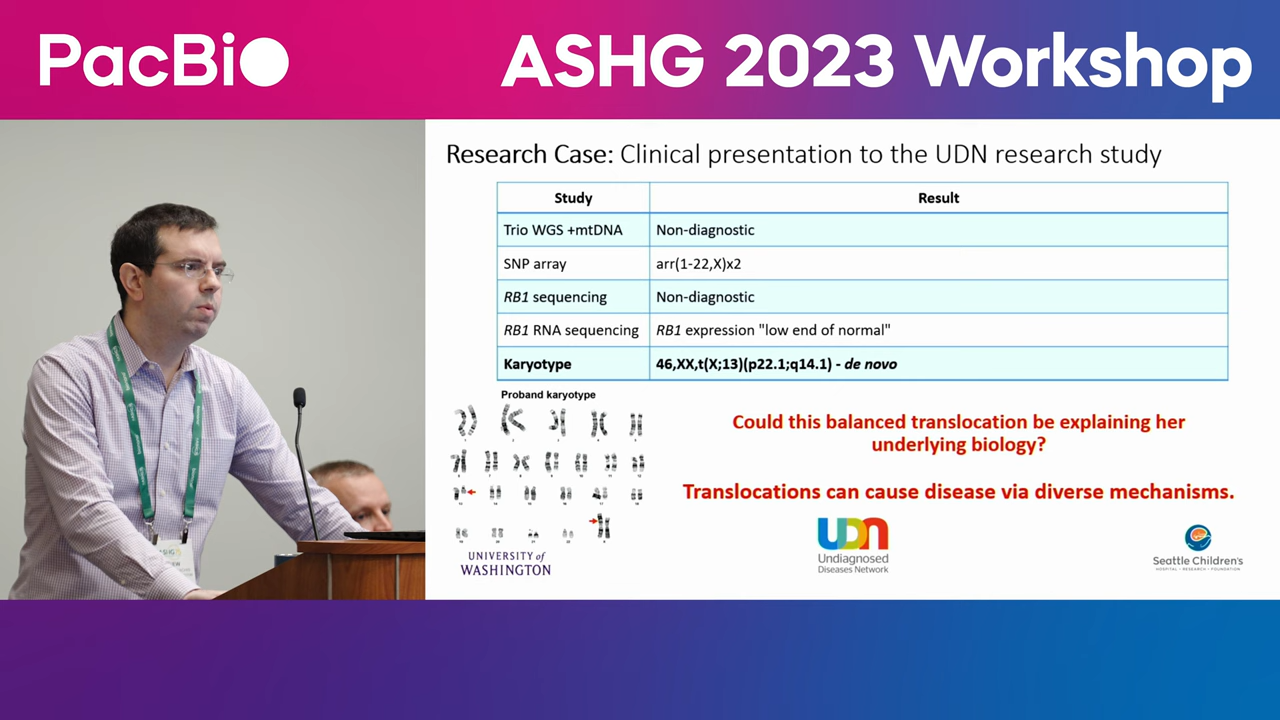 PacBio
ASHG 2023 Workshop
Research Case: Clinical presentation to the UDN research study
Study Result
Trio WGS +mtDNA Non-diagnostic
SNP array arr(1-22,X)x2
RB1 sequencing Non-diagnostic
RB1 RNA sequencing RB1 expression "low end of normal"
Karyotype 46,XX,t(X;13)(p22.1;q14.1) - de novo
Proband karyotype
Could this balanced translocation be explaining her
underlying biology?
Translocations can cause disease via diverse mechanisms.
UNIVERSITY of
WASHINGTON
UDN
Undiagnosed
Diseases Network
Seattle Children's
HOSPITAL • RESEARCH • FOUNDATION
ASHG